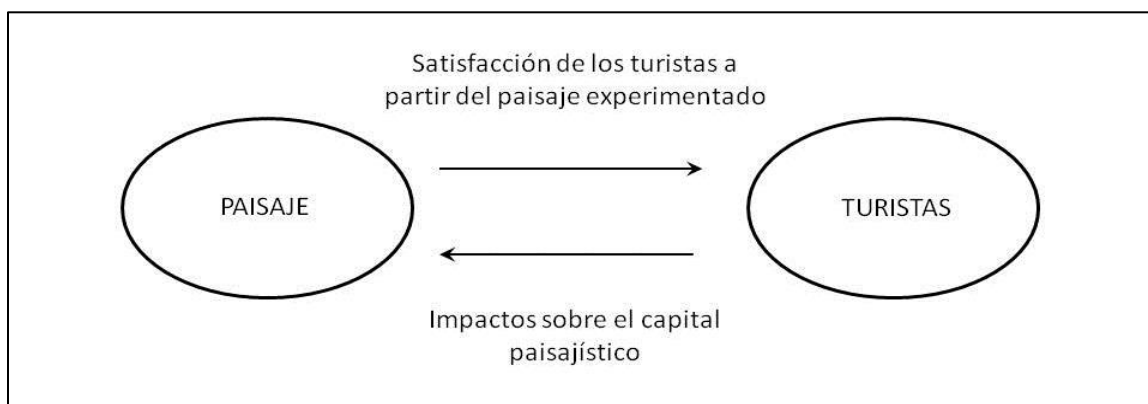 Satisfacción de los turistas a
partir del paisaje experimentado
PAISAJE
TURISTAS
Impactos sobre el capital
paisajístico